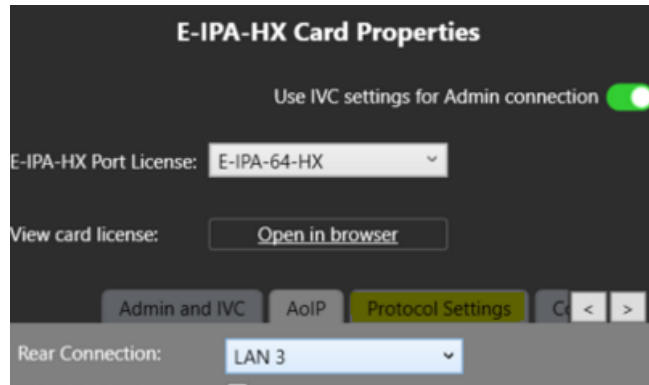 E-IPA-HX Card Properties
Use IVC settings for Admin connection
E-IPA-HX Port License: E-IPA-64-HX
View card license: Open in browser
Admin and IVC AoIP Protocol Settings < >
Rear Connection: LAN 3